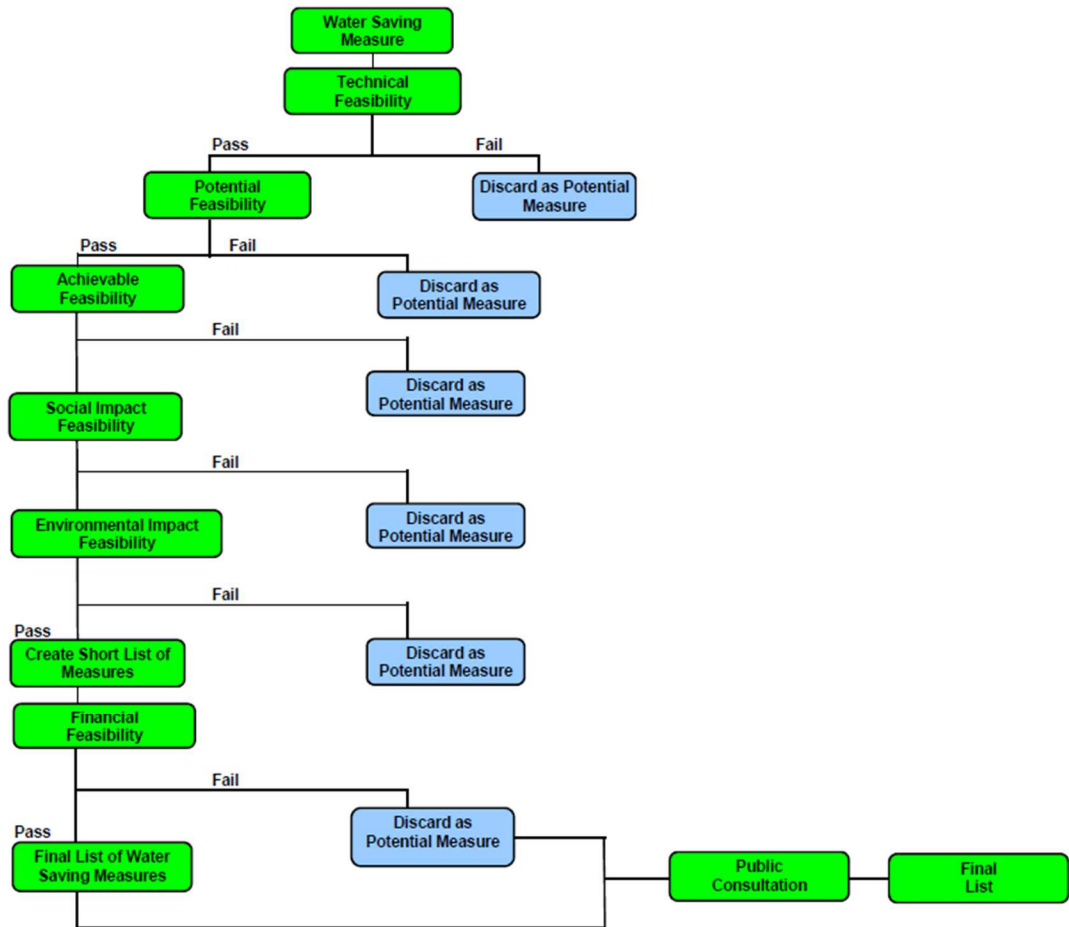 Water Saving
Measure
Technical
Feasibility
Pass
Fail
Potential
Feasibility
Discard as Potential
Measure
Pass
Fail
Achievable
Feasibility
Discard as
Potential Measure
Fail
Discard as
Potential Measure
Social Impact
Feasibility
Fail
Discard as
Potential Measure
Environmental Impact
Feasibility
Fail
Pass
Create Short List of
Measures
Discard as
Potential Measure
Financial
Feasibility
Fail
Discard as
Potential Measure
Pass
Final List of Water
Saving Measures
Public
Consultation
Final
List